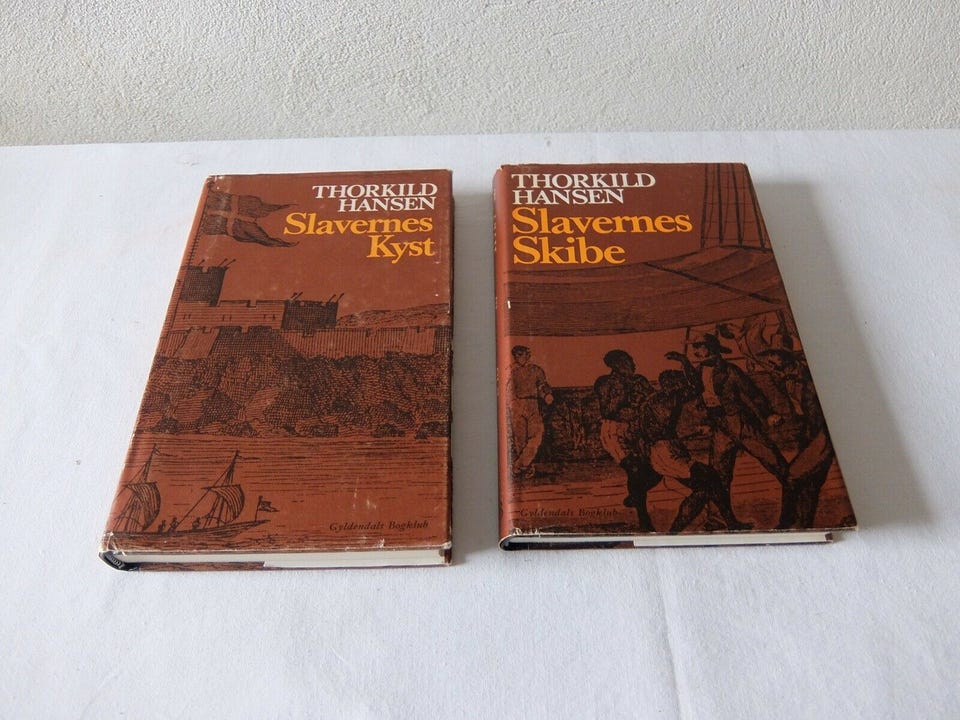 THORKILD
HANSEN
Slavernes
Kyst
Gyldendals Bogklub
THORKILD
HANSEN
Slavernes
Skibe
Gyldendals Bogklub